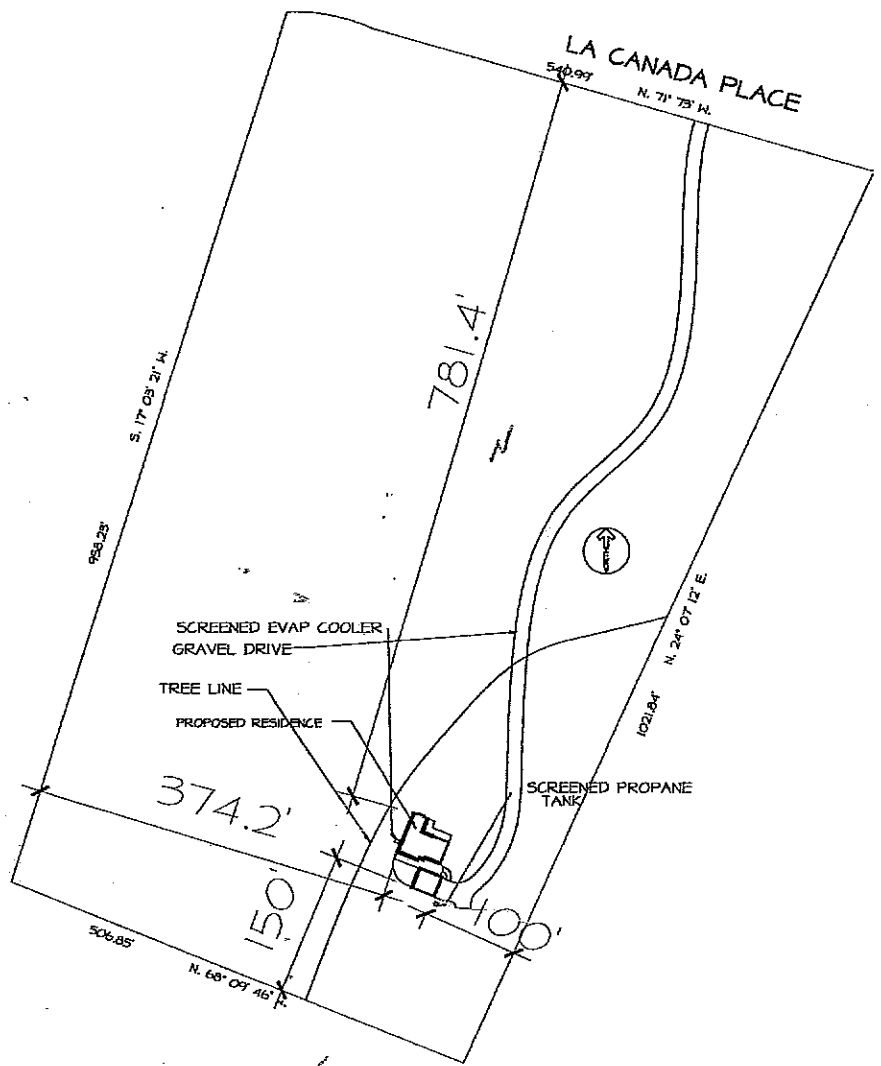 LA CANADA PLACE
540.99'
N. 71° 73' W.
781.4'
S. 17° 03' 21" W.
958.23'
N. 24° 07' 12" E.
1021.84'
SCREENED EVAP COOLER
GRAVEL DRIVE
TREE LINE
PROPOSED RESIDENCE
SCREENED PROPANE
TANK
374.2'
150'
100'
506.85'
N. 68° 09' 46"